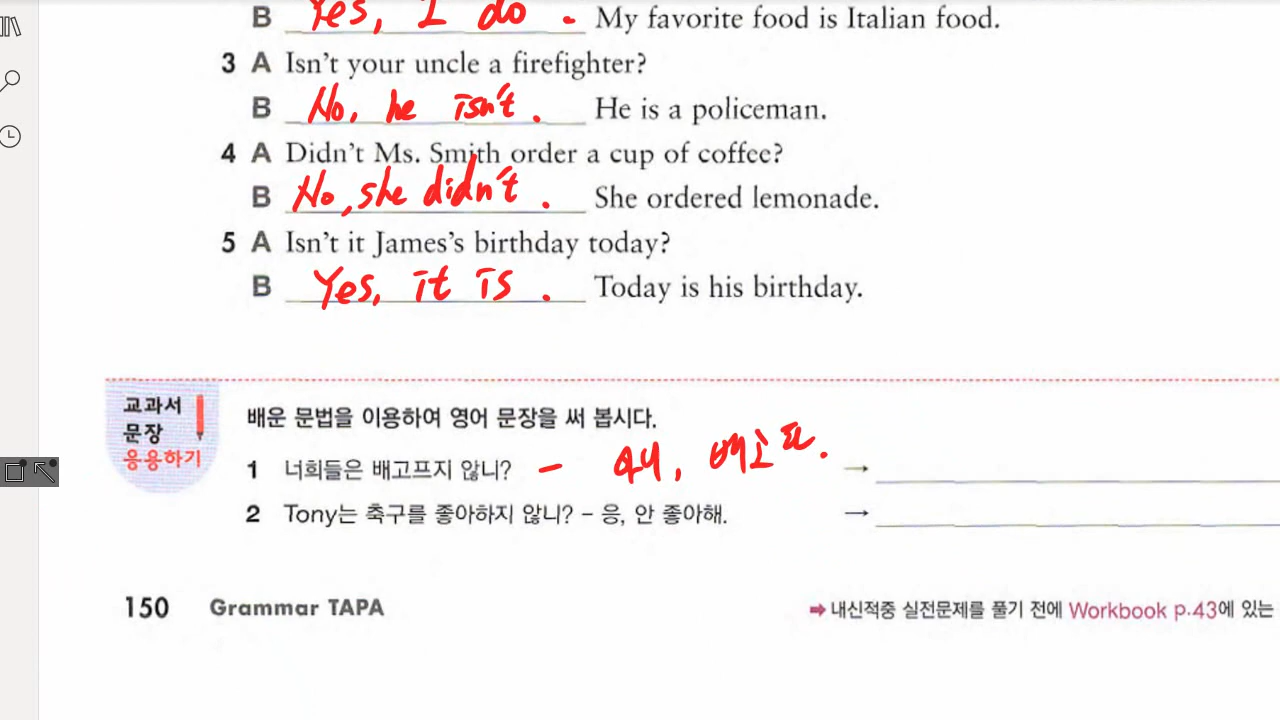 B Yes, I do. My favorite food is Italian food.
3 A Isn't your uncle a firefighter?
B No, he isn't. He is a policeman.
4 A Didn't Ms. Smith order a cup of coffee?
B No, she didn't. She ordered lemonade.
5 A Isn't it James's birthday today?
B Yes, it is. Today is his birthday.
교과서
문장
응용하기
배운 문법을 이용하여 영어 문장을 써 봅시다.
1 너희들은 배고프지 않니? - 아니, 배고파. →
2 Tony는 축구를 좋아하지 않니? - 응, 안 좋아해. →
150 Grammar TAPA
➡ 내신적중 실전문제를 풀기 전에 Workbook p.43에 있는